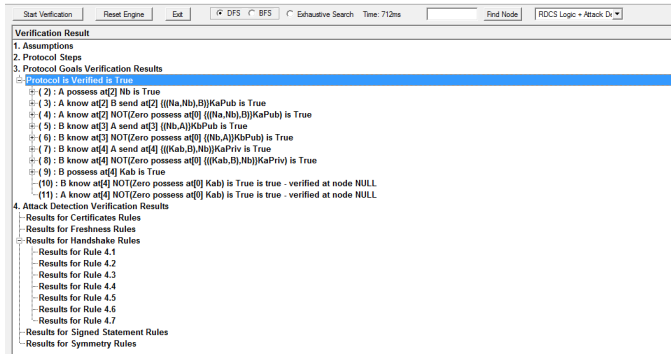 Start Verification Reset Engine Exit DFS BFS Exhaustive Search Time: 712ms Find Node RDCS Logic + Attack De
Verification Result
1. Assumptions
2. Protocol Steps
3. Protocol Goals Verification Results
Protocol is Verified is True
( 2) : A possess at[2] Nb is True
( 3) : A know at[2] B send at[2] {((Na,Nb),B)}KaPub is True
( 4) : A know at[2] NOT(Zero possess at[0] {((Na,Nb),B)}KaPub) is True
( 5) : B know at[3] A send at[3] {(Nb,A)}KbPub is True
( 6) : B know at[3] NOT(Zero possess at[0] {(Nb,A)}KbPub) is True
( 7) : B know at[4] A send at[4] {((Kab,B),Nb)}KaPriv is True
( 8) : B know at[4] NOT(Zero possess at[0] {((Kab,B),Nb)}KaPriv) is True
( 9) : B possess at[4] Kab is True
(10) : B know at[4] NOT(Zero possess at[0] Kab) is True is true - verified at node NULL
(11) : A know at[4] NOT(Zero possess at[0] Kab) is True is true - verified at node NULL
4. Attack Detection Verification Results
Results for Certificates Rules
Results for Freshness Rules
Results for Handshake Rules
Results for Rule 4.1
Results for Rule 4.2
Results for Rule 4.3
Results for Rule 4.4
Results for Rule 4.5
Results for Rule 4.6
Results for Rule 4.7
Results for Signed Statement Rules
Results for Symmetry Rules